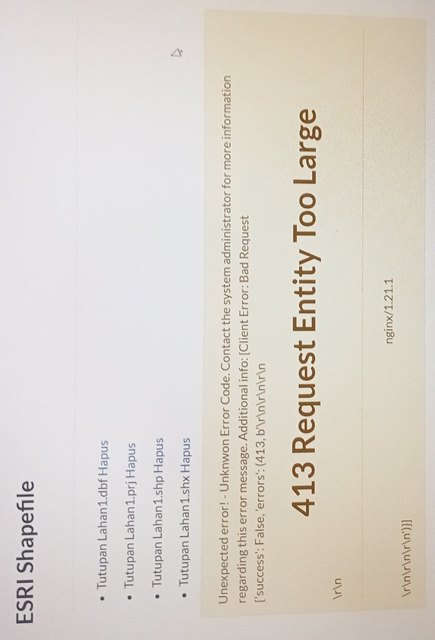 ESRI Shapefile
Tutupan Lahan1.dbf Hapus
Tutupan Lahan1.prj Hapus
Tutupan Lahan1.shp Hapus
Tutupan Lahan1.shx Hapus
Unexpected error! - Unknwon Error Code. Contact the system administrator for more information
regarding this error message. Additional info: [Client Error: Bad Request
{'success': False, 'errors': (413, b'\r\n\r\n\r\n
413 Request Entity Too Large
\r\n
nginx/1.21.1
\r\n\r\n\r\n')}]